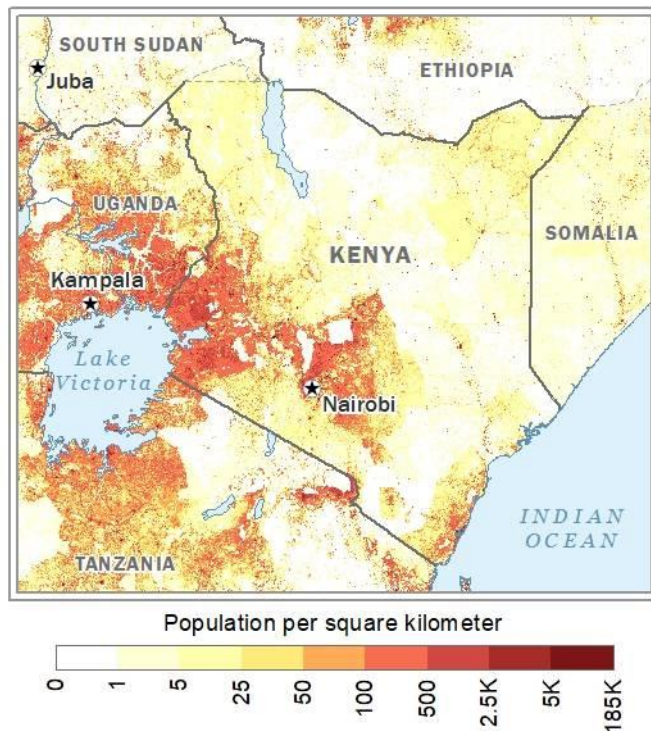 SOUTH SUDAN
Juba
ETHIOPIA
UGANDA
KENYA
SOMALIA
Kampala
Lake
Victoria
Nairobi
INDIAN
OCEAN
TANZANIA
Population per square kilometer
0 1 5 25 50 100 500 2.5K 5K 185K